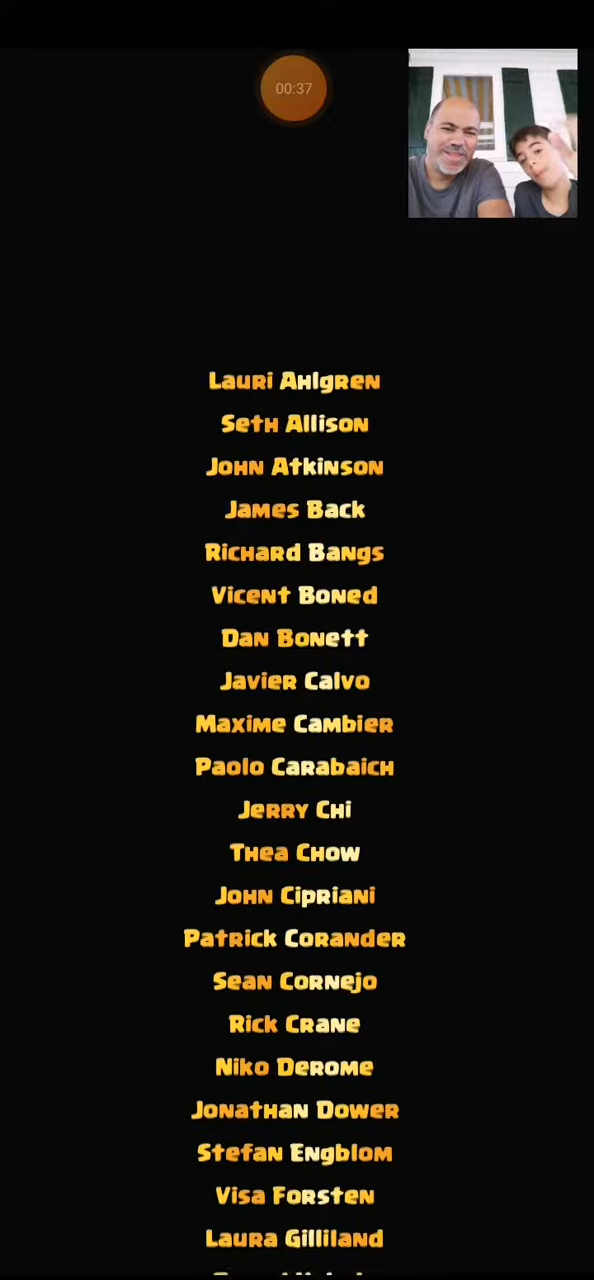 00:37
Lauri Ahlgren
Seth Allison
John Atkinson
James Back
Richard Bangs
Vicent Boned
Dan Bonett
Javier Calvo
Maxime Cambier
Paolo Carabaich
Jerry Chi
Thea Chow
John Cipriani
Patrick Corander
Sean Cornejo
Rick Crane
Niko Derome
Jonathan Dower
Stefan Engblom
Visa Forsten
Laura Gilliland